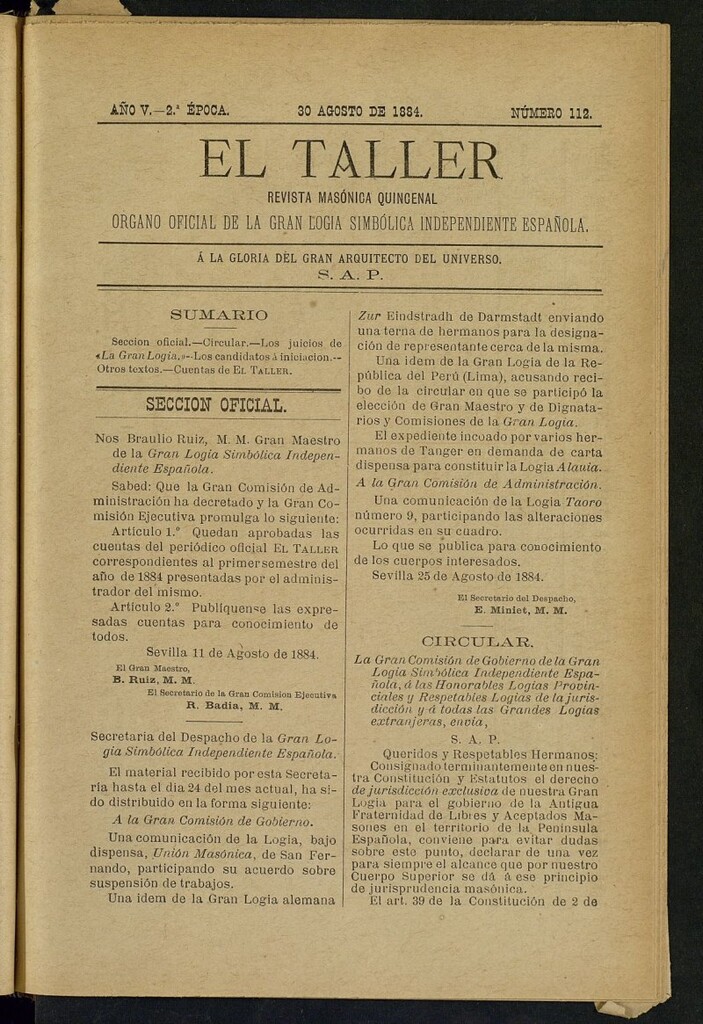 AÑO V.—2.ª ÉPOCA. 30 AGOSTO DE 1884. NÚMERO 112.
EL TALLER
REVISTA MASÓNICA QUINCENAL
ORGANO OFICIAL DE LA GRAN LOGIA SIMBÓLICA INDEPENDIENTE ESPAÑOLA.
Á LA GLORIA DEL GRAN ARQUITECTO DEL UNIVERSO.
S. A. P.
SUMARIO
Seccion oficial.—Circular.—Los juicios de
«La Gran Logia.»—Los candidatos á iniciacion.—
Otros textos.—Cuentas de EL TALLER.
SECCION OFICIAL.
Nos Braulio Ruiz, M. M. Gran Maestro
de la Gran Logia Simbólica Indepen-
diente Española.
Sabed: Que la Gran Comisión de Ad-
ministración ha decretado y la Gran Co-
misión Ejecutiva promulga lo siguiente:
Artículo 1.º Quedan aprobadas las
cuentas del periódico oficial EL TALLER
correspondientes al primer semestre del
año de 1884 presentadas por el adminis-
trador del mismo.
Artículo 2.º Publíquense las expre-
sadas cuentas para conocimiento de
todos.
Sevilla 11 de Agosto de 1884.
El Gran Maestro,
B. Ruiz, M. M.
El Secretario de la Gran Comision Ejecutiva
R. Badia, M. M.
Secretaria del Despacho de la Gran Lo-
gia Simbólica Independiente Española.
El material recibido por esta Secreta-
ría hasta el dia 24 del mes actual, ha si-
do distribuido en la forma siguiente:
A la Gran Comisión de Gobierno.
Una comunicación de la Logia, bajo
dispensa, Unión Masónica, de San Fer-
nando, participando su acuerdo sobre
suspensión de trabajos.
Una idem de la Gran Logia alemana
Zur Eindstradh de Darmstadt enviando
una terna de hermanos para la designa-
ción de representante cerca de la misma.
Una idem de la Gran Logia de la Re-
pública del Perú (Lima), acusando reci-
bo de la circular en que se participó la
elección de Gran Maestro y de Dignata-
rios y Comisiones de la Gran Logia.
El expediente incoado por varios her-
manos de Tanger en demanda de carta
dispensa para constituir la Logia Alauia.
A la Gran Comisión de Administración.
Una comunicación de la Logia Taoro
número 9, participando las alteraciones
ocurridas en su cuadro.
Lo que se publica para conocimiento
de los cuerpos interesados.
Sevilla 25 de Agosto de 1884.
El Secretario del Despacho,
E. Miniet, M. M.
CIRCULAR.
La Gran Comisión de Gobierno de la Gran
Logia Simbólica Independiente Espa-
ñola, á las Honorables Logias Provin-
ciales y Respetables Logias de la juris-
dicción y á todas las Grandes Logias
extranjeras, envía,
S. A. P.
Queridos y Respetables Hermanos:
Consignado terminantemente en nues-
tra Constitución y Estatutos el derecho
de jurisdicción exclusiva de nuestra Gran
Logia para el gobierno de la Antigua
Fraternidad de Libres y Aceptados Ma-
sones en el territorio de la Península
Española, conviene para evitar dudas
sobre este punto, declarar de una vez
para siempre el alcance que por nuestro
Cuerpo Superior se dá á ese principio
de jurisprudencia masónica.
El art. 39 de la Constitución de 2 de